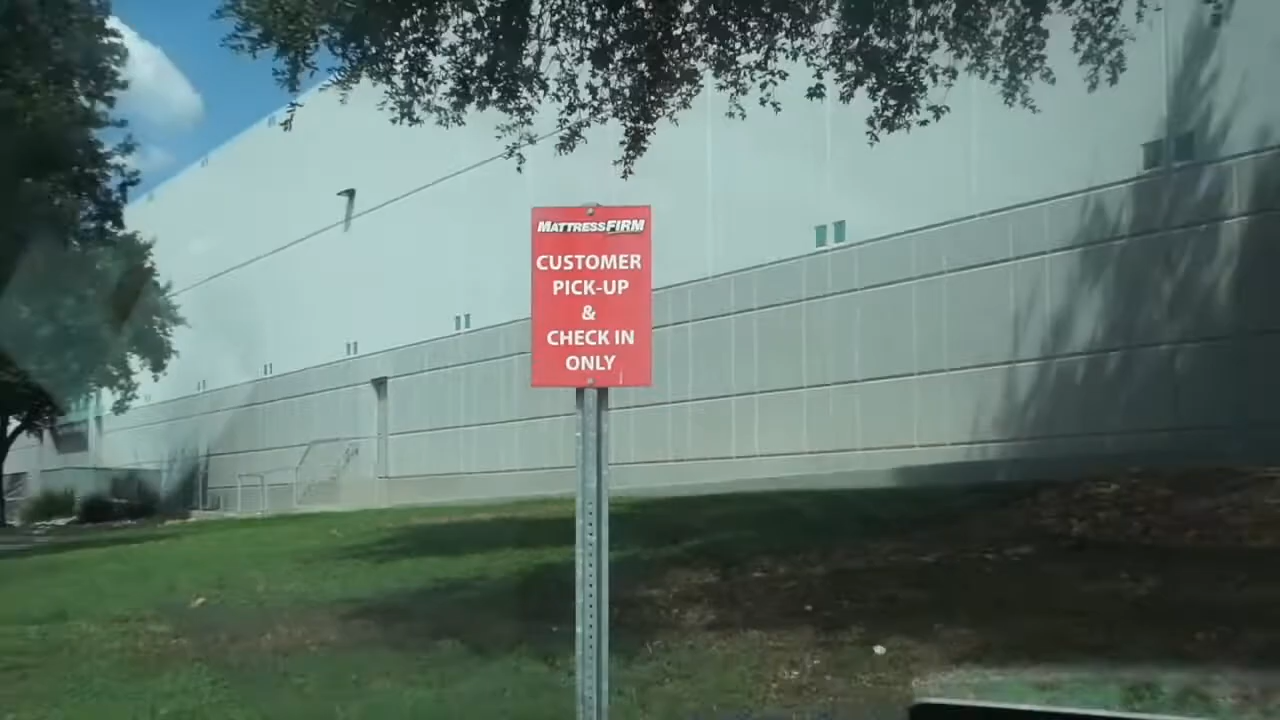 MATTRESSFIRM
CUSTOMER
PICK-UP
&
CHECK IN
ONLY